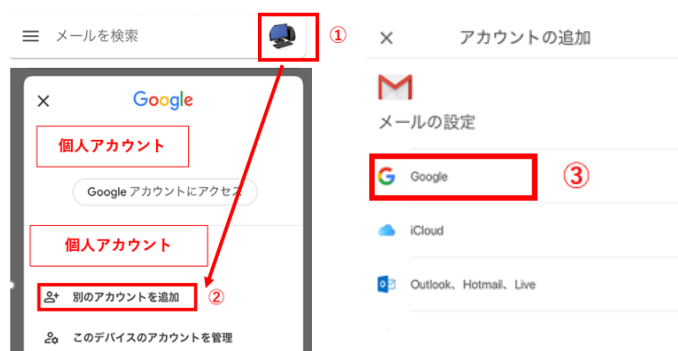 メールを検索
①
× Google
個人アカウント
Google アカウントにアクセス
個人アカウント
別のアカウントを追加 ②
このデバイスのアカウントを管理
× アカウントの追加
メールの設定
Google ③
iCloud
Outlook、Hotmail、Live